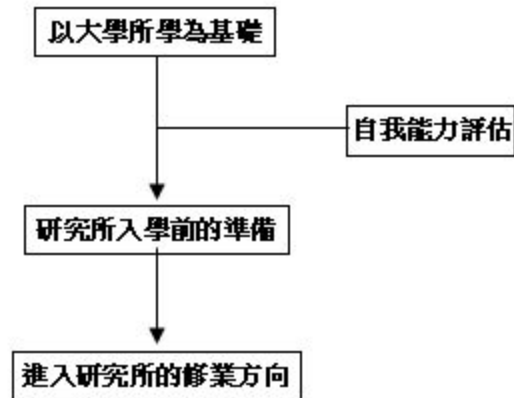 以大學所學為基礎
自我能力評估
研究所入學前的準備
進入研究所的修業方向